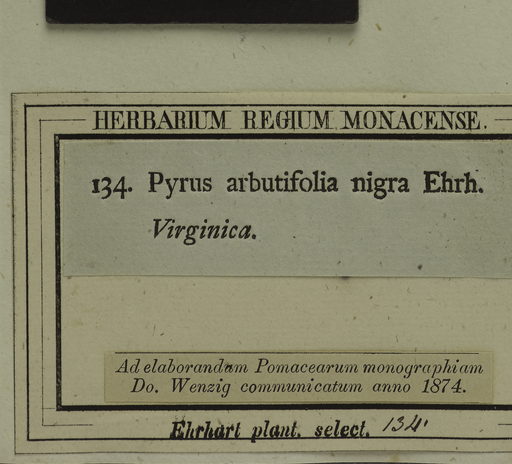 HERBARIUM REGIUM MONACENSE.
134. Pyrus arbutifolia nigra Ehrh.
Virginica.
Ad elaborandam Pomacearum monographiam
Do. Wenzig communicatum anno 1874.
Ehrhart plant. select. 134.